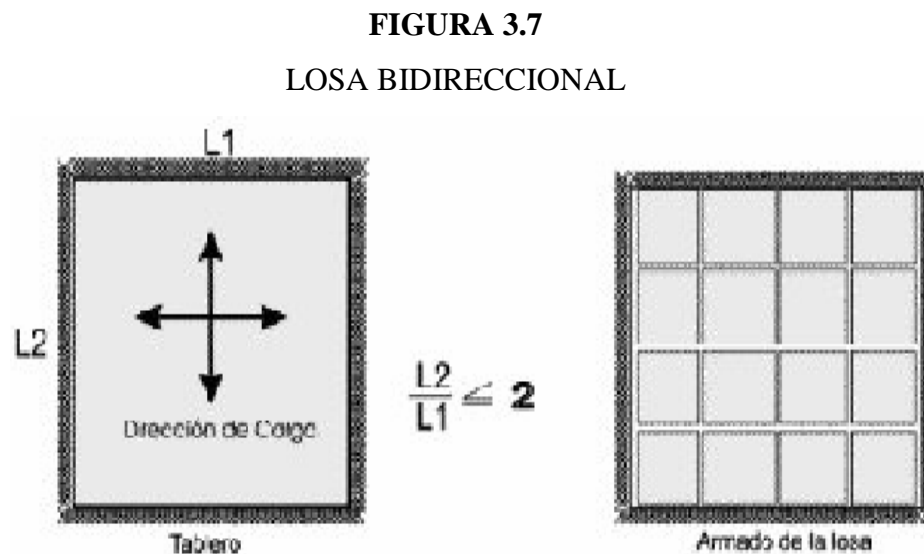 FIGURA 3.7
LOSA BIDIRECCIONAL
L1
L2
Dirección de Carga
L2
L1 ≤ 2
Tablero
Armado de la losa